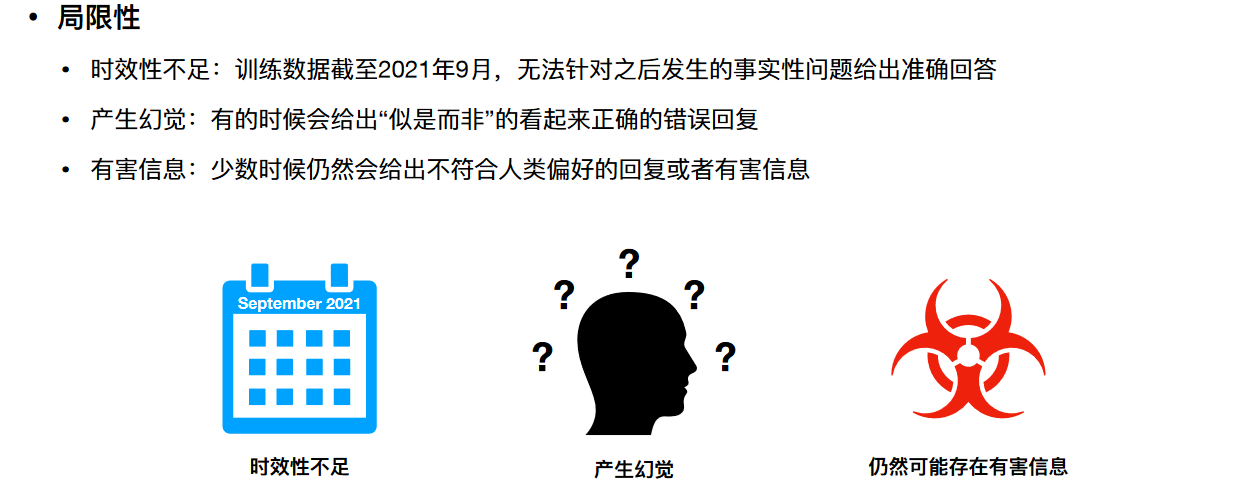 • 局限性
• 时效性不足：训练数据截至2021年9月，无法针对之后发生的事实性问题给出准确回答
• 产生幻觉：有的时候会给出“似是而非”的看起来正确的错误回复
• 有害信息：少数时候仍然会给出不符合人类偏好的回复或者有害信息
September 2021
? ? ? ? ?
时效性不足
产生幻觉
仍然可能存在有害信息